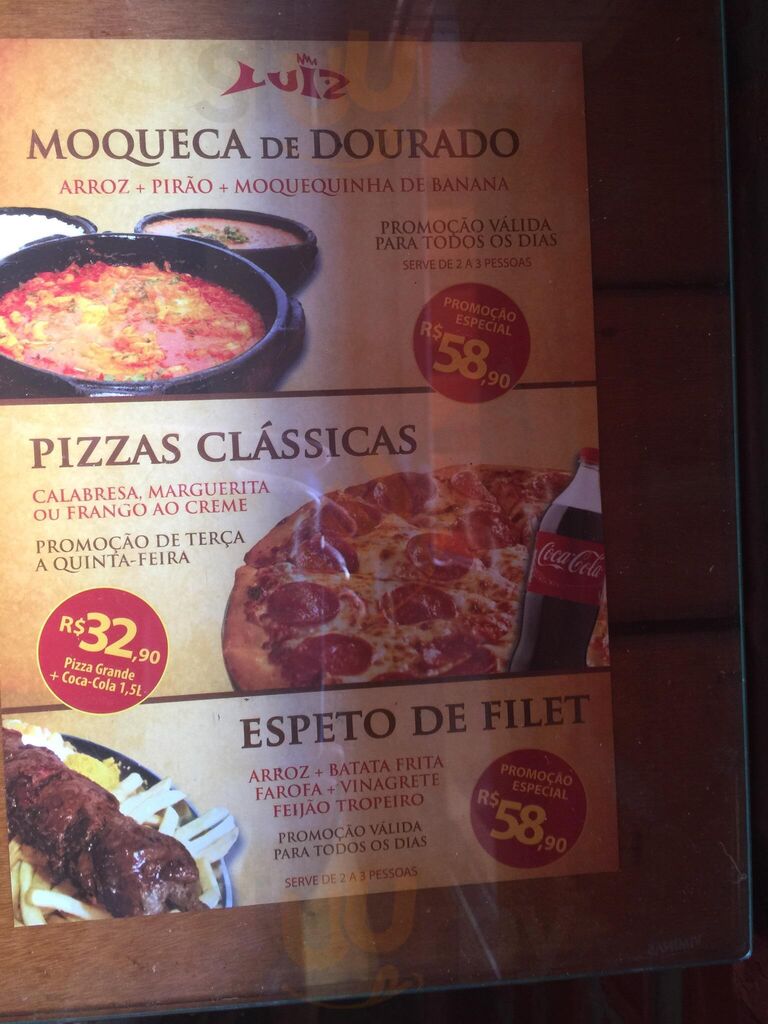 LUIZ
MOQUECA DE DOURADO
ARROZ + PIRÃO + MOQUEQUINHA DE BANANA
PROMOÇÃO VÁLIDA
PARA TODOS OS DIAS
SERVE DE 2 A 3 PESSOAS
PROMOÇÃO
ESPECIAL
R$58,90
PIZZAS CLÁSSICAS
CALABRESA, MARGUERITA
OU FRANGO AO CREME
PROMOÇÃO DE TERÇA
A QUINTA-FEIRA
Coca-Cola
R$32,90
Pizza Grande
+ Coca-Cola 1,5L
ESPETO DE FILET
ARROZ + BATATA FRITA
FAROFA + VINAGRETE
FEIJÃO TROPEIRO
PROMOÇÃO VÁLIDA
PARA TODOS OS DIAS
SERVE DE 2 A 3 PESSOAS
PROMOÇÃO
ESPECIAL
R$58,90